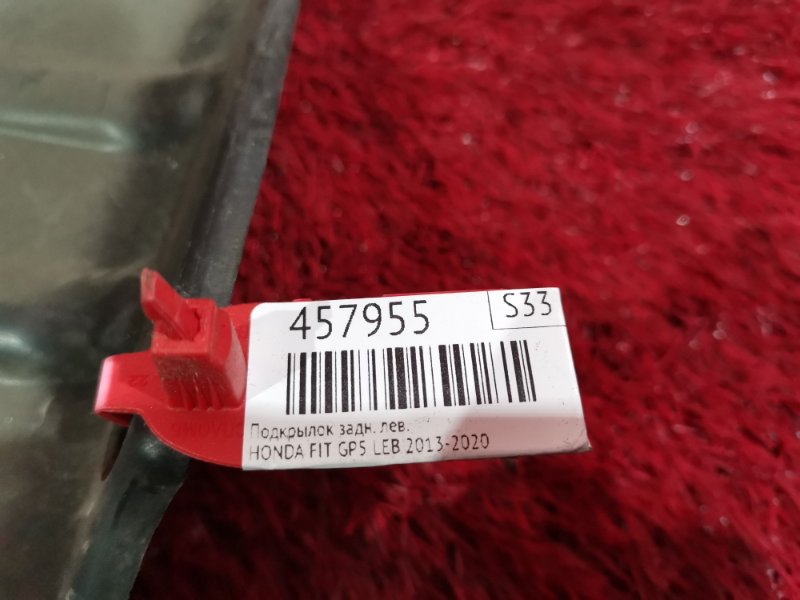 457955
S33
Подкрылок задн. лев.
HONDA FIT GP5 LEB 2013-2020